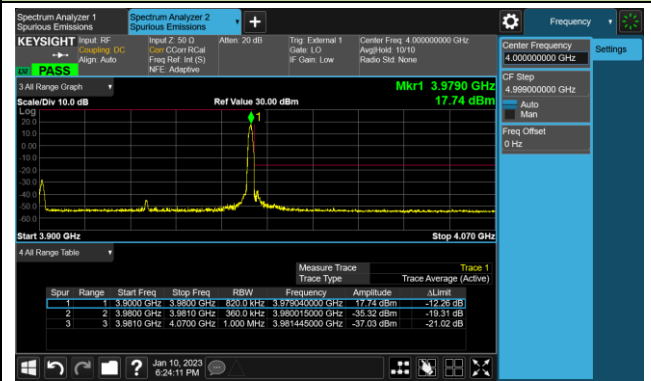 Spectrum Analyzer 1
Spurious Emissions
Spectrum Analyzer 2
Spurious Emissions
Frequency
KEYSIGHT
Input: RF
Coupling: DC
Align: Auto
Input Z: 50 Ω
Corr CCorr RCal
Freq Ref: Int (S)
NFE: Adaptive
Atten: 20 dB
Trig: External 1
Gate: LO
IF Gain: Low
Center Freq: 4.000000000 GHz
Avg|Hold: 10/10
Radio Std: None
LXI
PASS
Center Frequency
4.000000000 GHz
Settings
CF Step
4.999000000 GHz
Auto
Man
Freq Offset
0 Hz
3 All Range Graph
Mkr1 3.9790 GHz
Scale/Div 10.0 dB
Ref Value 30.00 dBm
17.74 dBm
Log
1
20.0
10.0
0.00
-10.0
-20.0
-30.0
-40.0
-50.0
-60.0
Start 3.900 GHz
Stop 4.070 GHz
4 All Range Table
Measure Trace Trace 1
Trace Type Trace Average (Active)
Spur Range Start Freq Stop Freq RBW Frequency Amplitude ΔLimit
1 1 3.9000 GHz 3.9800 GHz 820.0 kHz 3.979040000 GHz 17.74 dBm -12.26 dB
2 2 3.9800 GHz 3.9810 GHz 360.0 kHz 3.980015000 GHz -35.32 dBm -19.31 dB
3 3 3.9810 GHz 4.0700 GHz 1.000 MHz 3.981445000 GHz -37.03 dBm -21.02 dB
?
Jan 10, 2023
6:24:11 PM